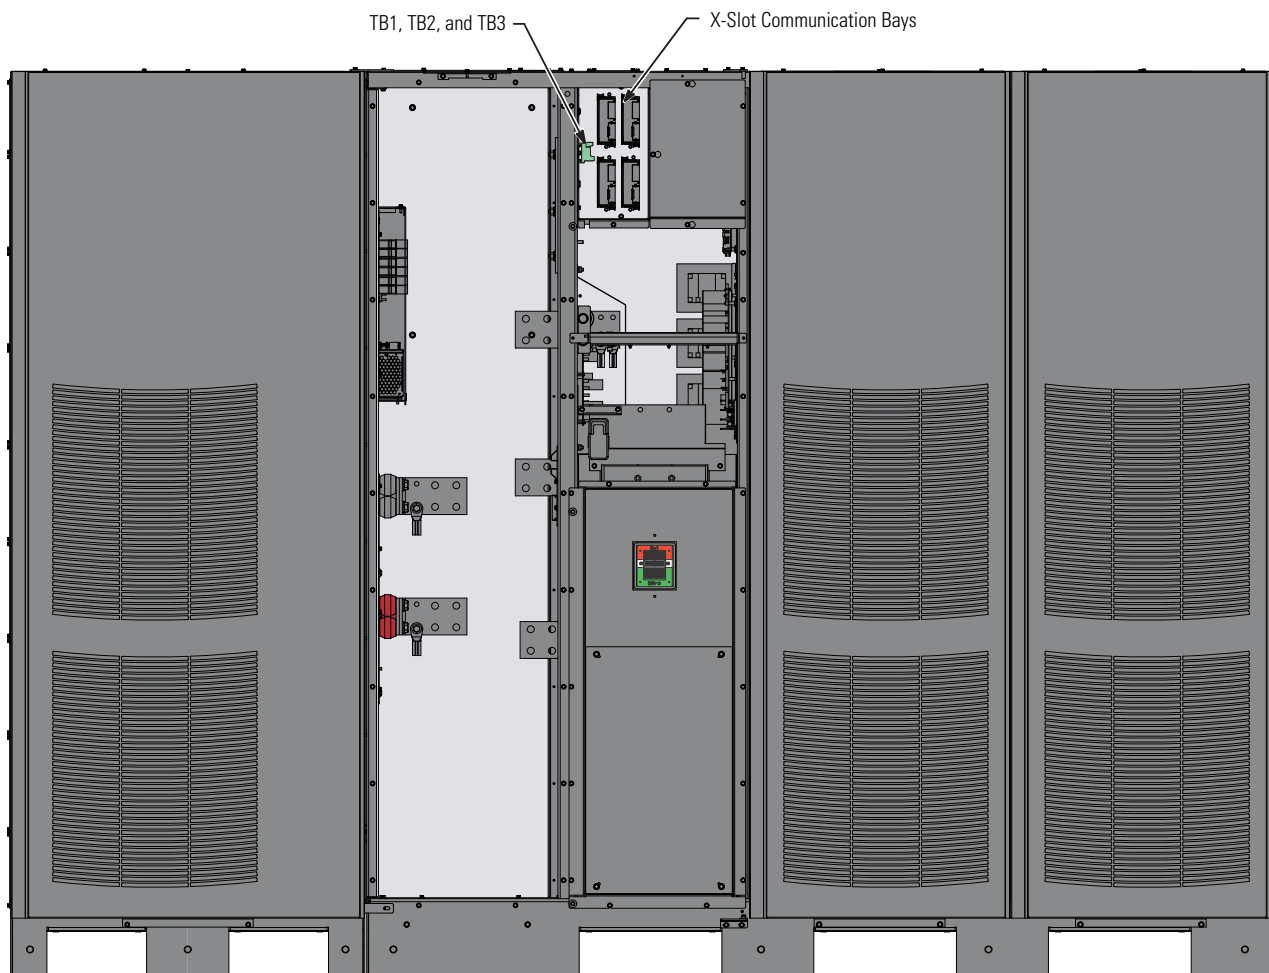 TB1, TB2, and TB3
X-Slot Communication Bays